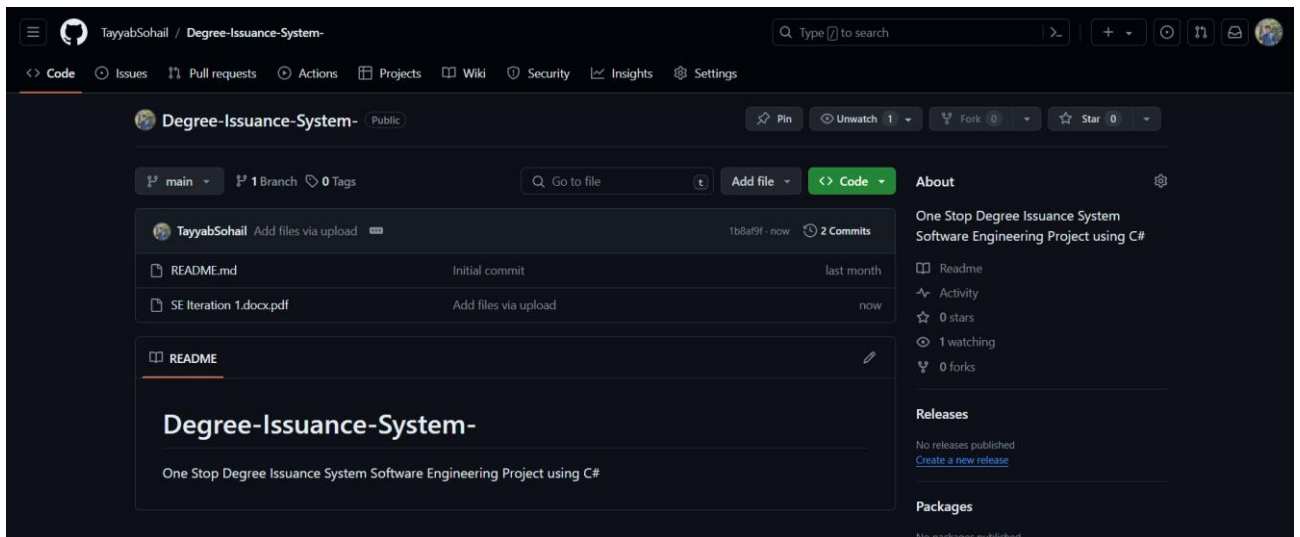 TayyabSohail / Degree-Issuance-System-
Type / to search
Code Issues Pull requests Actions Projects Wiki Security Insights Settings
Degree-Issuance-System- Public
Pin Unwatch 1 Fork 0 Star 0
main 1 Branch 0 Tags
Go to file t Add file Code
TayyabSohail Add files via upload
1b8af9f · now 2 Commits
README.md Initial commit last month
SE Iteration 1.docx.pdf Add files via upload now
README
Degree-Issuance-System-
One Stop Degree Issuance System Software Engineering Project using C#
About
One Stop Degree Issuance System
Software Engineering Project using C#
Readme
Activity
0 stars
1 watching
0 forks
Releases
No releases published
Create a new release
Packages
No packages published